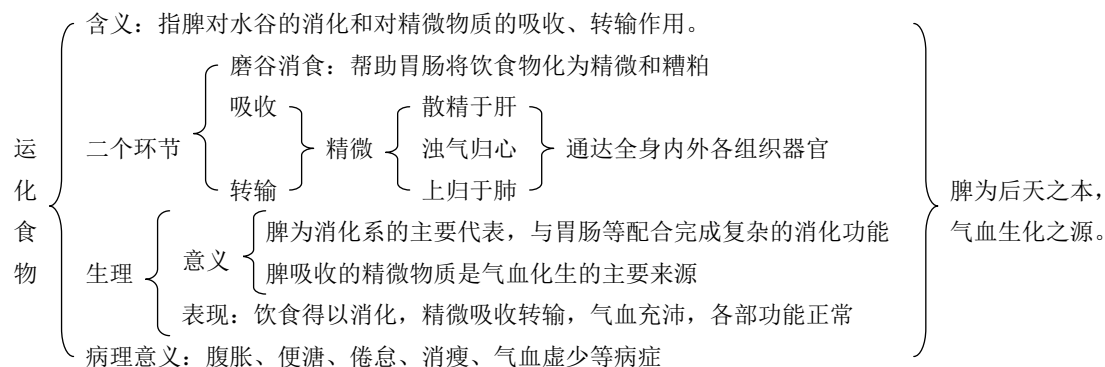 运化食物
含义：指脾对水谷的消化和对精微物质的吸收、转输作用。
二个环节
磨谷消食：帮助胃肠将饮食物化为精微和糟粕
吸收
转输
精微
散精于肝
浊气归心
上归于肺
通达全身内外各组织器官
生理
意义
脾为消化系的主要代表，与胃肠等配合完成复杂的消化功能
脾吸收的精微物质是气血化生的主要来源
表现：饮食得以消化，精微吸收转输，气血充沛，各部功能正常
病理意义：腹胀、便溏、倦怠、消瘦、气血虚少等病症
脾为后天之本，
气血生化之源。